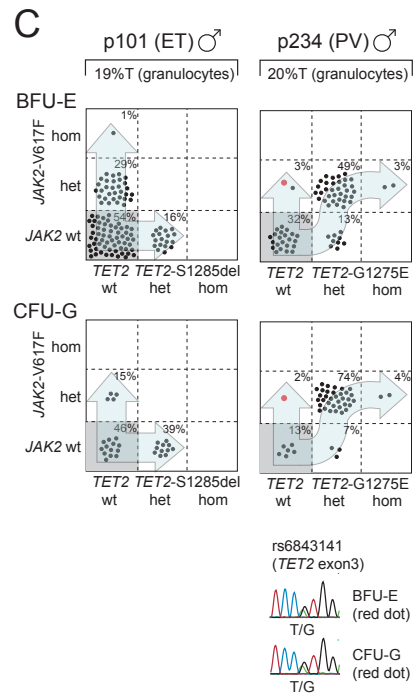 C
p101 (ET) ♂ p234 (PV) ♂
19%T (granulocytes) 20%T (granulocytes)
BFU-E
JAK2-V617F
hom
het
JAK2 wt
1%
29%
54% 16%
TET2 TET2-S1285del
wt het hom
3% 49% 3%
32% 13%
TET2 TET2-G1275E
wt het hom
CFU-G
JAK2-V617F
hom
het
JAK2 wt
15%
46% 39%
TET2 TET2-S1285del
wt het hom
2% 74% 4%
13% 7%
TET2 TET2-G1275E
wt het hom
rs6843141
(TET2 exon3)
BFU-E
(red dot)
T/G
CFU-G
(red dot)
T/G